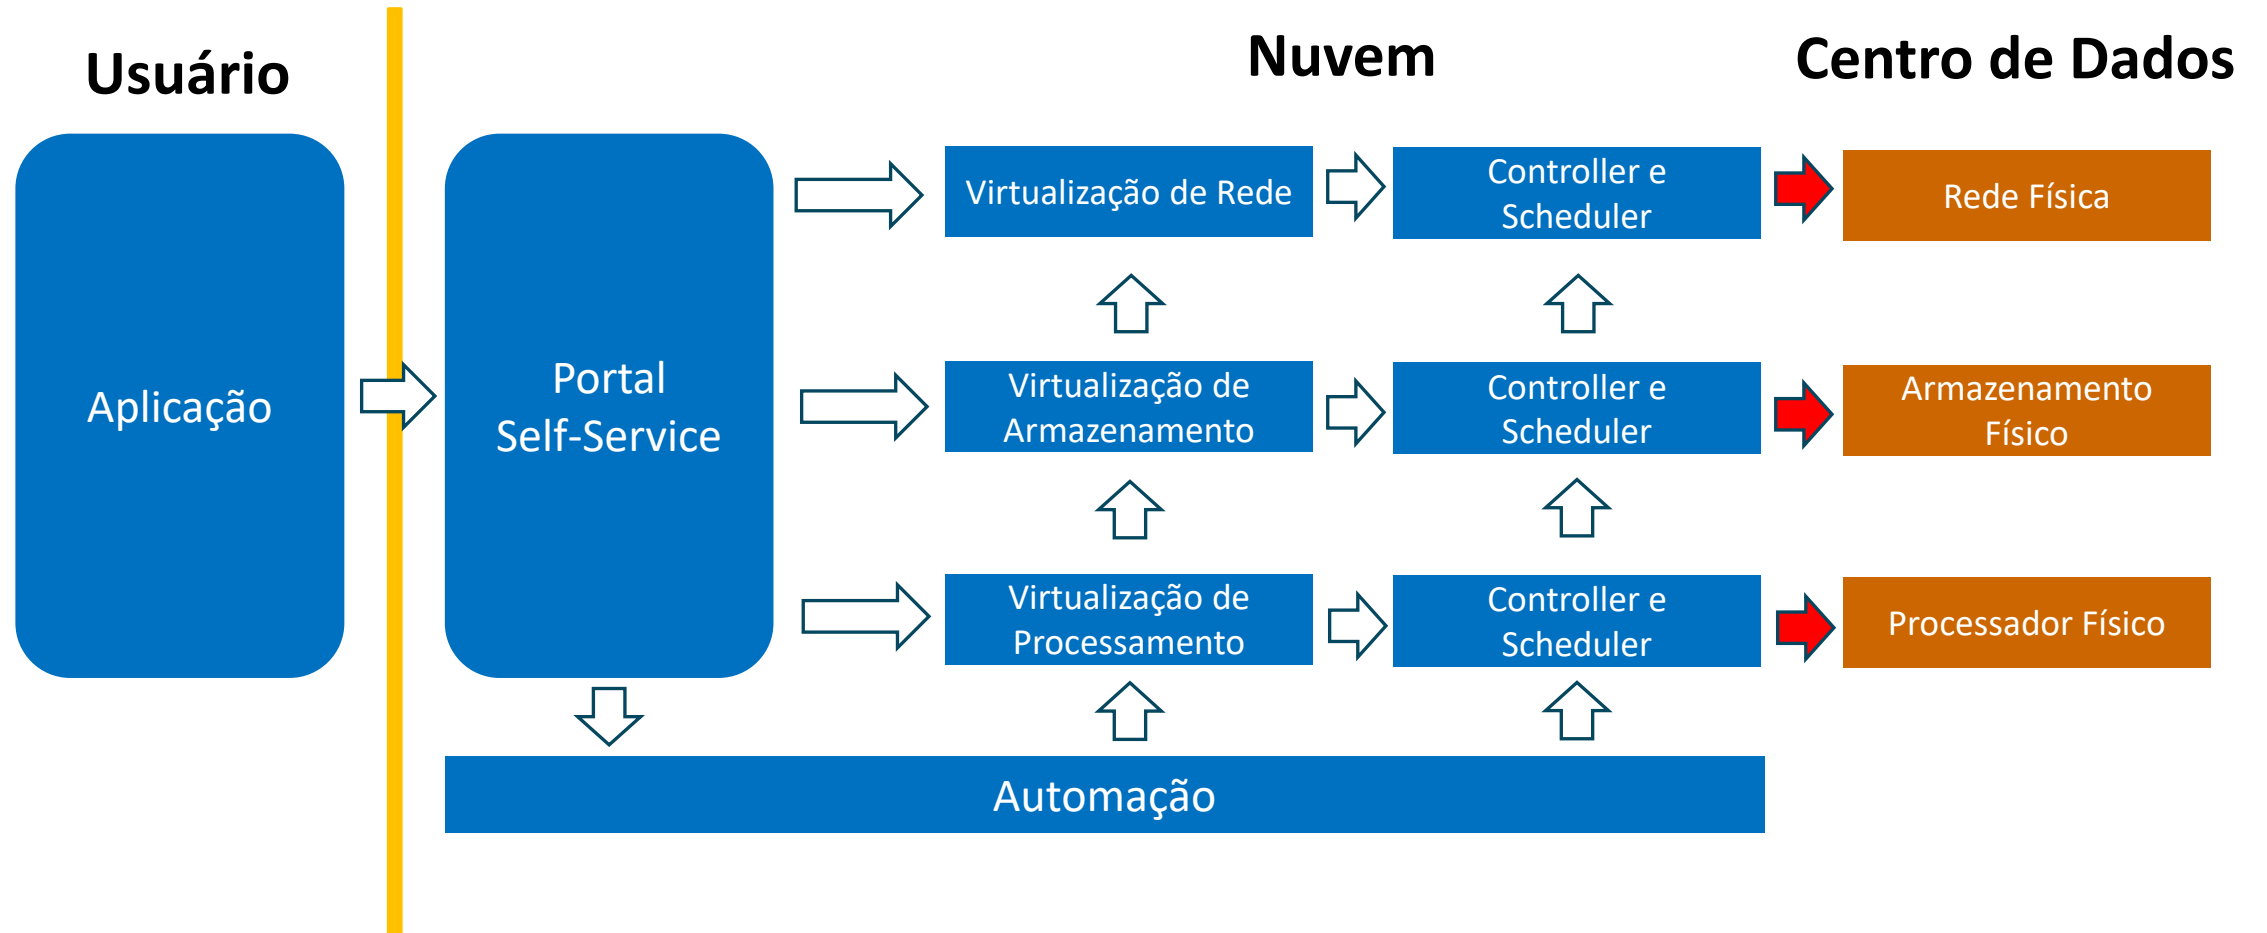 Usuário
Nuvem
Centro de Dados
Aplicação
Portal
Self-Service
Virtualização de Rede
Controller e
Scheduler
Rede Física
Virtualização de
Armazenamento
Controller e
Scheduler
Armazenamento
Físico
Virtualização de
Processamento
Controller e
Scheduler
Processador Físico
Automação